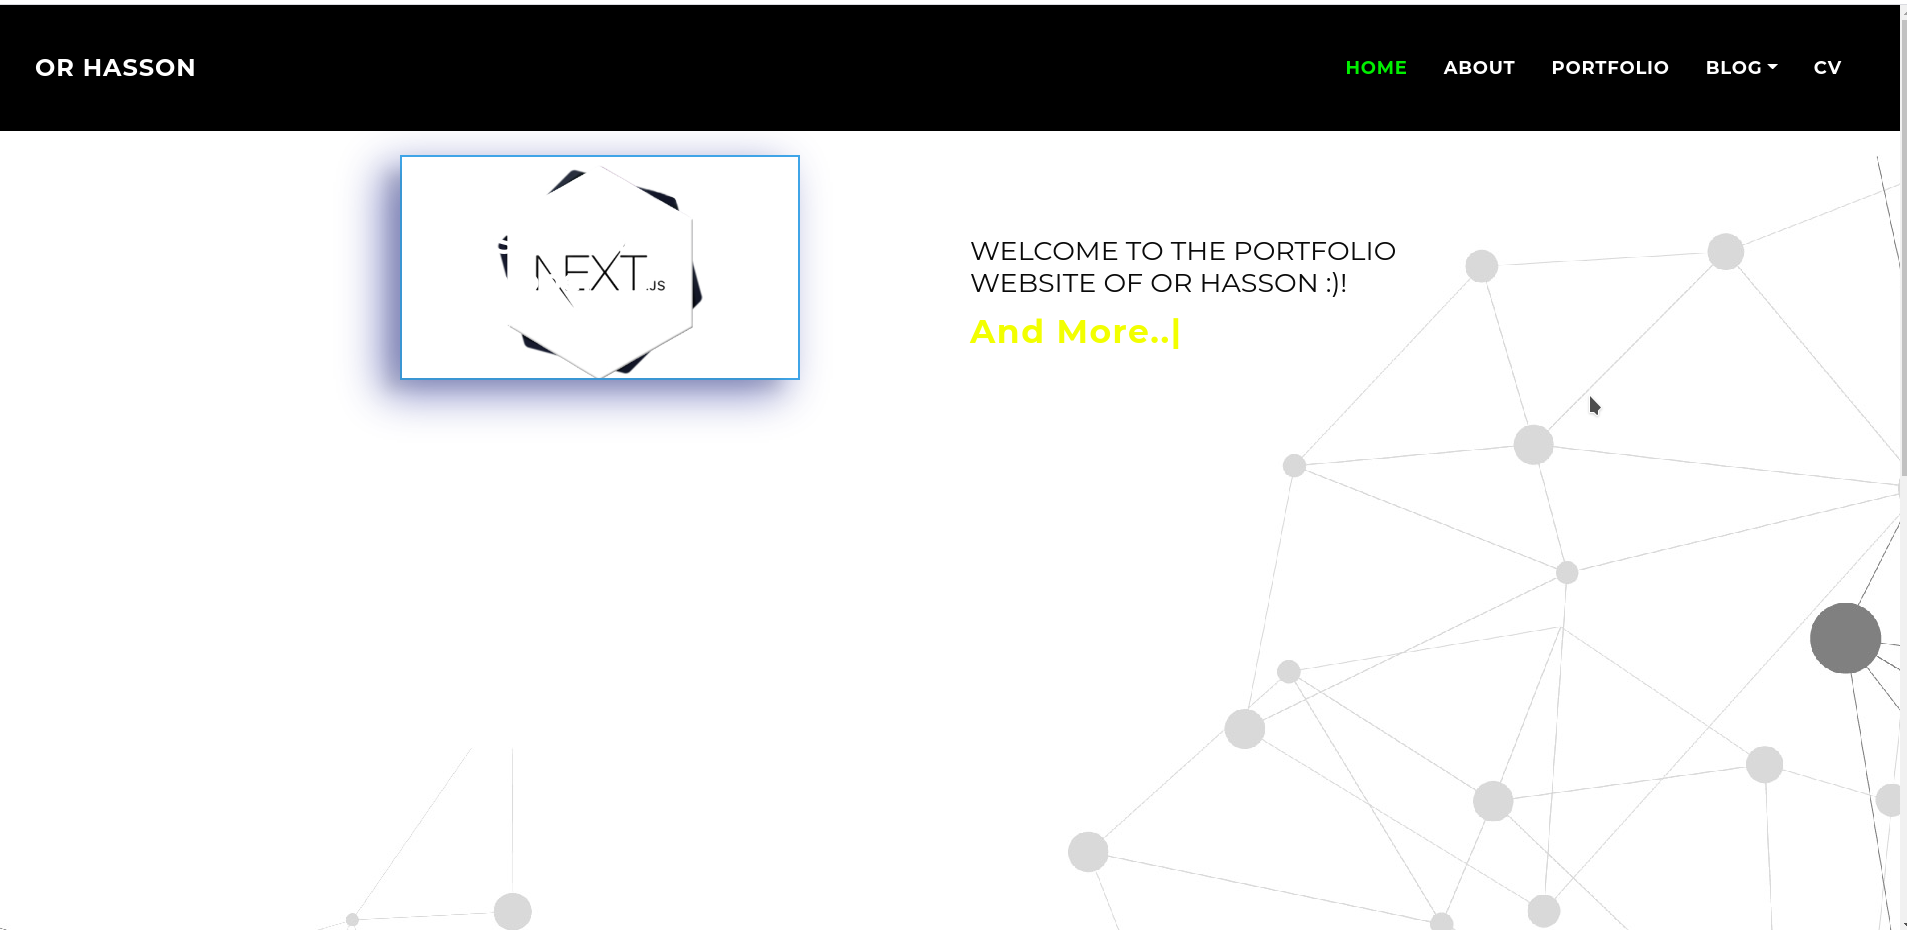 OR HASSON
HOME ABOUT PORTFOLIO BLOG CV
NEXT.JS
WELCOME TO THE PORTFOLIO
WEBSITE OF OR HASSON :)!
And More..|